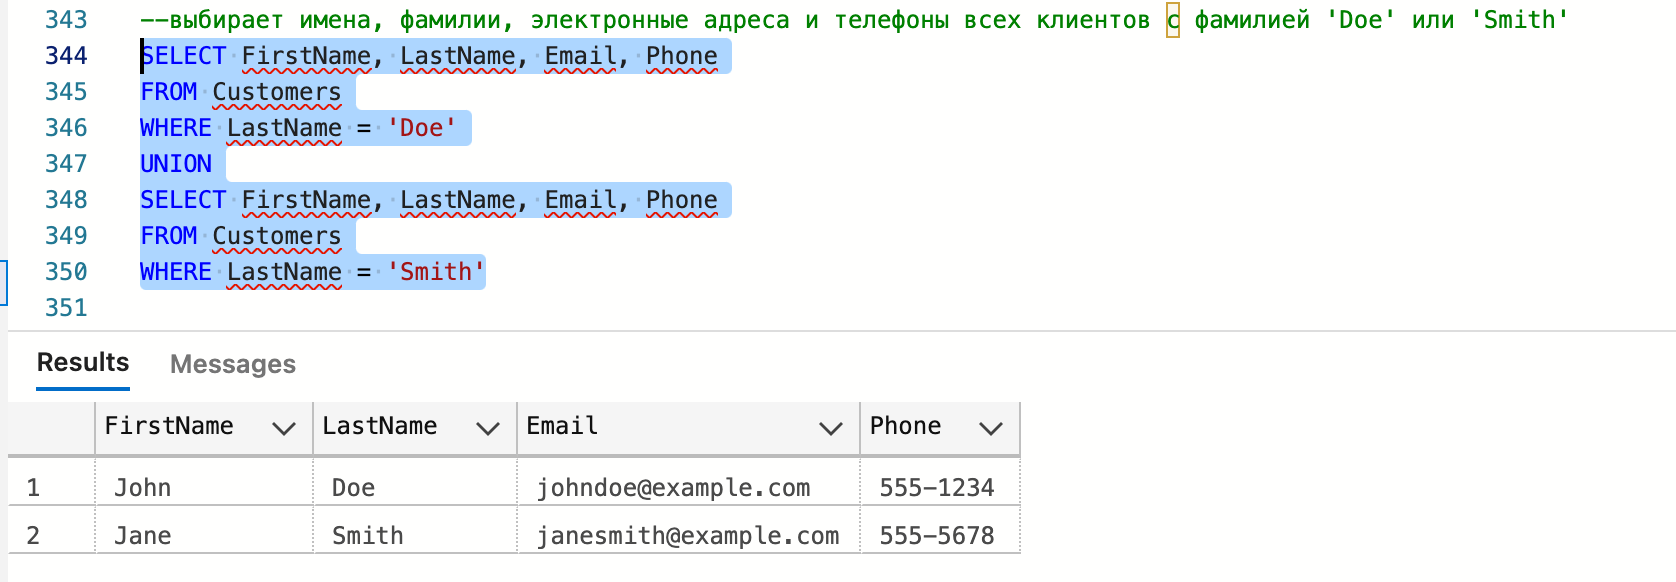 343 --выбирает имена, фамилии, электронные адреса и телефоны всех клиентов с фамилией 'Doe' или 'Smith'
344 SELECT FirstName, LastName, Email, Phone
345 FROM Customers
346 WHERE LastName = 'Doe'
347 UNION
348 SELECT FirstName, LastName, Email, Phone
349 FROM Customers
350 WHERE LastName = 'Smith'
351
Results Messages
FirstName LastName Email Phone
1 John Doe johndoe@example.com 555-1234
2 Jane Smith janesmith@example.com 555-5678